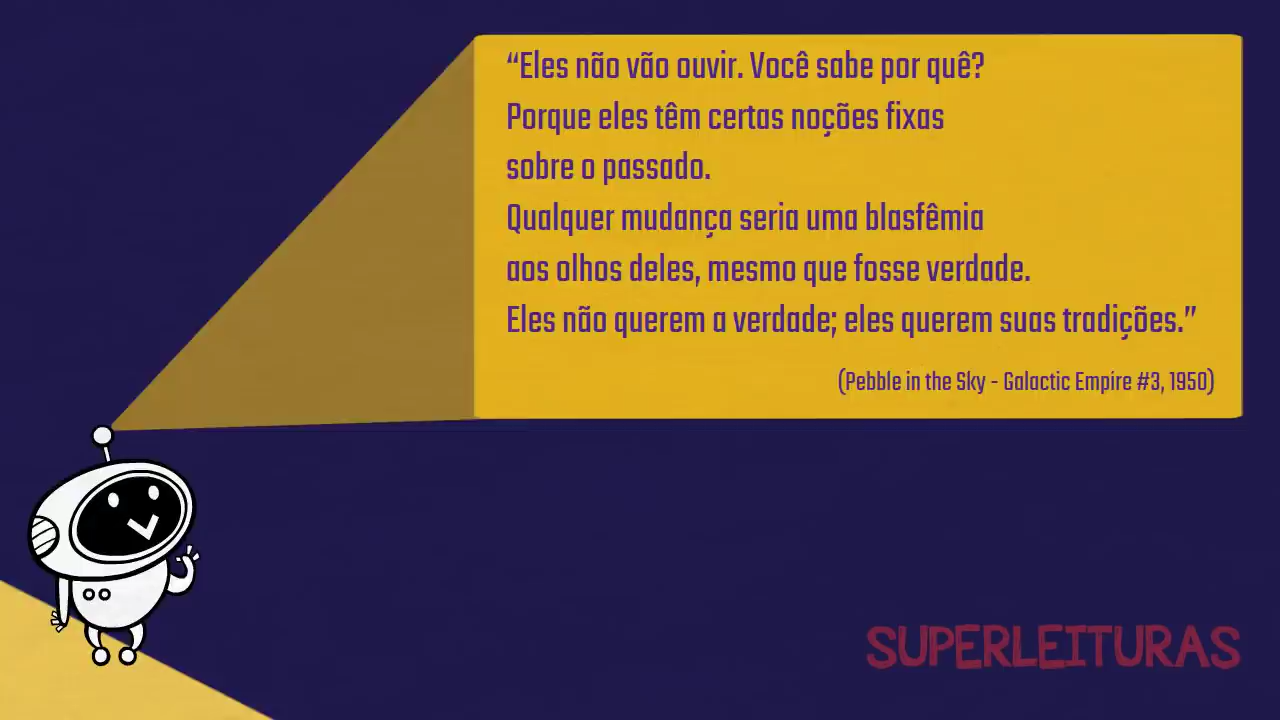 “Eles não vão ouvir. Você sabe por quê?
Porque eles têm certas noções fixas
sobre o passado.
Qualquer mudança seria uma blasfêmia
aos olhos deles, mesmo que fosse verdade.
Eles não querem a verdade; eles querem suas tradições.”
(Pebble in the Sky - Galactic Empire #3, 1950)
SUPERLEITURAS